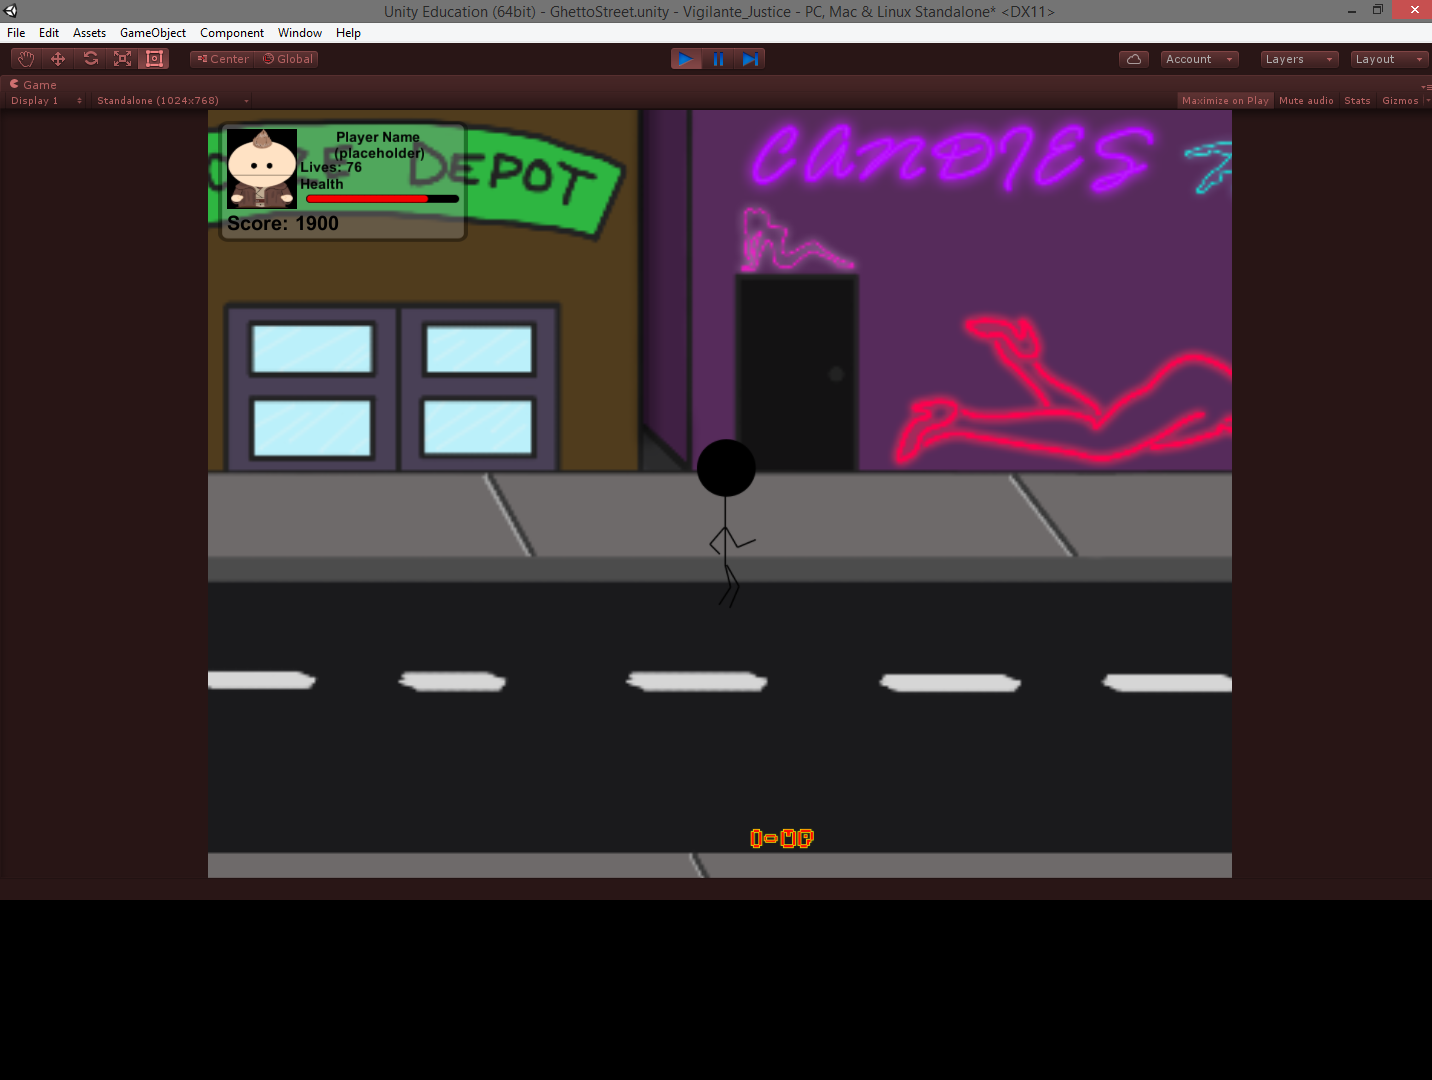 Unity Education (64bit) - GhettoStreet.unity - Vigilante_Justice - PC, Mac & Linux Standalone* <DX11>
File Edit Assets GameObject Component Window Help
Center Global Account Layers Layout
Game
Display 1 Standalone (1024x768) Maximize on Play Mute audio Stats Gizmos
Player Name
(placeholder)
Lives: 76
Health
Score: 1900
DEPOT
CANDIES